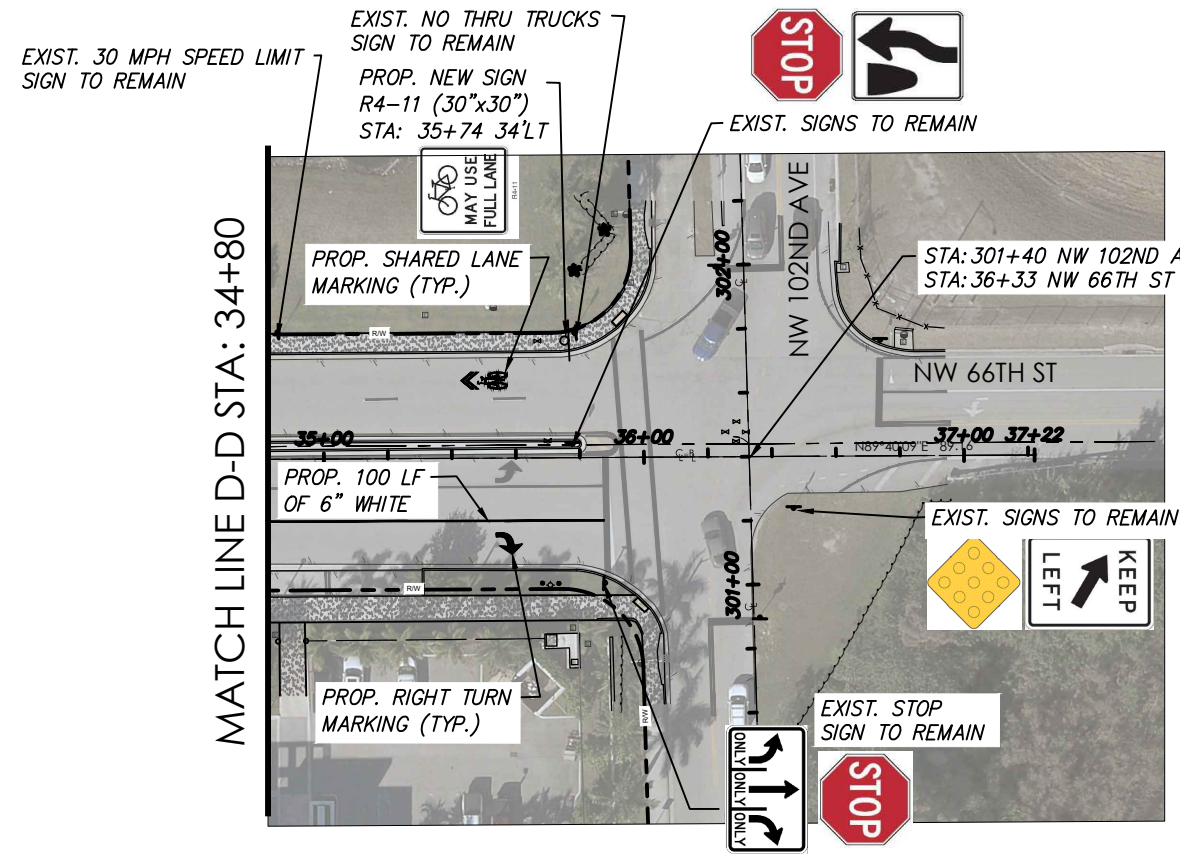 EXIST. NO THRU TRUCKS
SIGN TO REMAIN
EXIST. 30 MPH SPEED LIMIT
SIGN TO REMAIN
PROP. NEW SIGN
R4-11 (30"x30")
STA: 35+74 34'LT
MAY USE
FULL LANE
R4-11
STOP
EXIST. SIGNS TO REMAIN
PROP. SHARED LANE
MARKING (TYP.)
MATCH LINE D-D STA: 34+80
NW 102ND AVE
302+00
STA: 301+40 NW 102ND A
STA: 36+33 NW 66TH ST
R/W
NW 66TH ST
35+00
36+00
37+00
37+22
N89°40'09"E
PROP. 100 LF
OF 6" WHITE
EXIST. SIGNS TO REMAIN
KEEP
LEFT
301+00
R/W
PROP. RIGHT TURN
MARKING (TYP.)
R/W
EXIST. STOP
SIGN TO REMAIN
ONLY
ONLY
ONLY
STOP